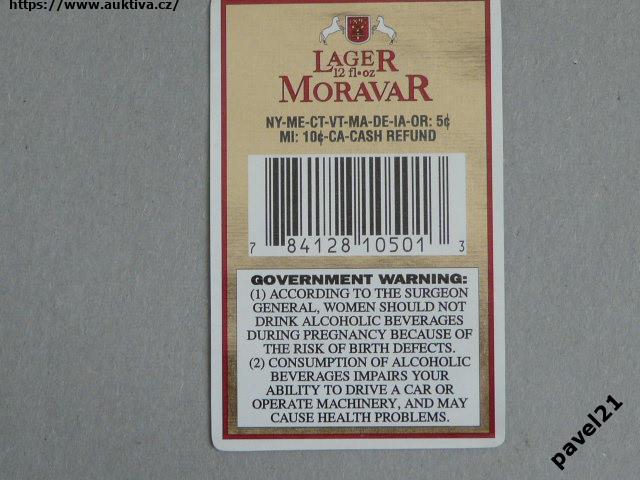 https://www.auktiva.cz/
LAGER
12 fl•oz
MORAVAR
NY-ME-CT-VT-MA-DE-IA-OR: 5¢
MI: 10¢-CA-CASH REFUND
7 84128 10501 3
GOVERNMENT WARNING:
(1) ACCORDING TO THE SURGEON
GENERAL, WOMEN SHOULD NOT
DRINK ALCOHOLIC BEVERAGES
DURING PREGNANCY BECAUSE OF
THE RISK OF BIRTH DEFECTS.
(2) CONSUMPTION OF ALCOHOLIC
BEVERAGES IMPAIRS YOUR
ABILITY TO DRIVE A CAR OR
OPERATE MACHINERY, AND MAY
CAUSE HEALTH PROBLEMS.
pavel21